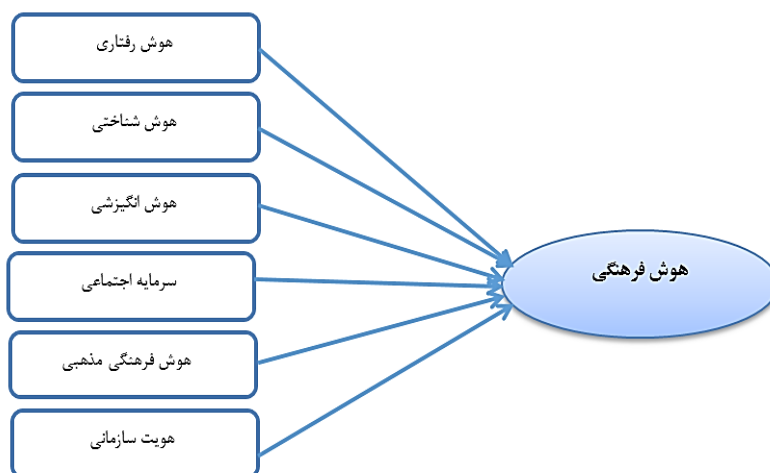 هوش رفتاری
هوش شناختی
هوش انگیزشی
سرمایه اجتماعی
هوش فرهنگی مذهبی
هویت سازمانی
هوش فرهنگی